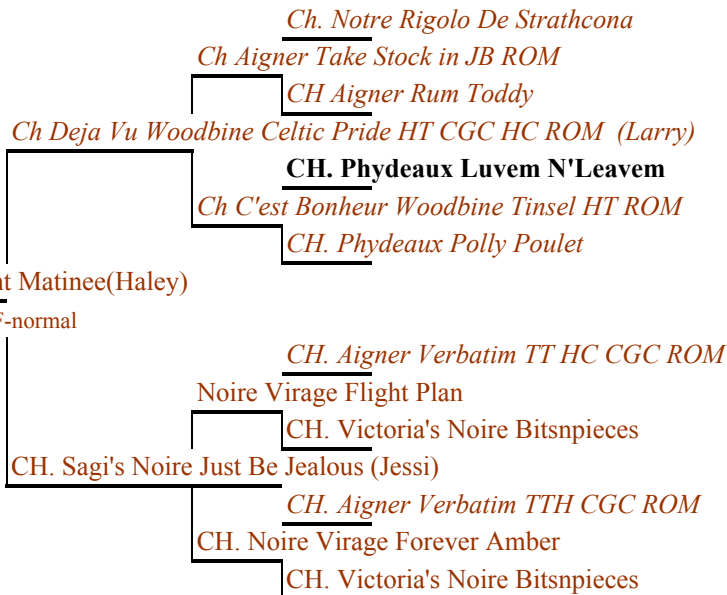 Ch. Notre Rigolo De Strathcona
Ch Aigner Take Stock in JB ROM
CH Aigner Rum Toddy
Ch Deja Vu Woodbine Celtic Pride HT CGC HC ROM (Larry)
CH. Phydeaux Luvem N'Leavem
Ch C'est Bonheur Woodbine Tinsel HT ROM
CH. Phydeaux Polly Poulet
Matinee(Haley)
-normal
CH. Aigner Verbatim TT HC CGC ROM
Noire Virage Flight Plan
CH. Victoria's Noire Bitsnpieces
CH. Sagi's Noire Just Be Jealous (Jessi)
CH. Aigner Verbatim TTH CGC ROM
CH. Noire Virage Forever Amber
CH. Victoria's Noire Bitsnpieces